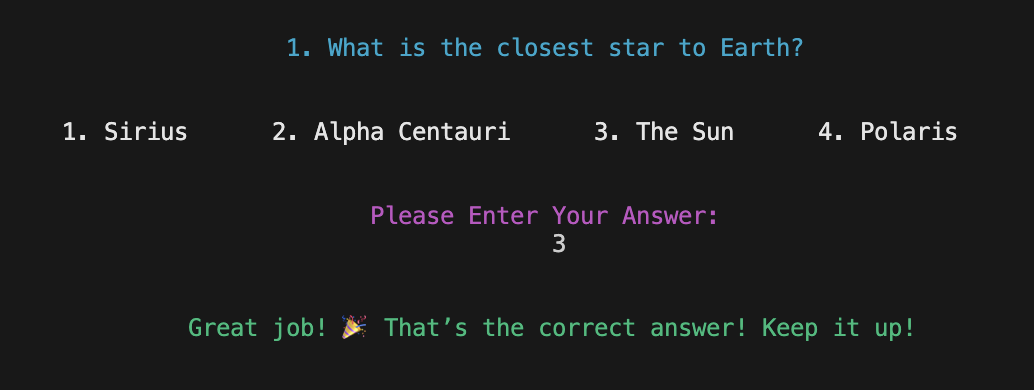 1. What is the closest star to Earth?
1. Sirius 2. Alpha Centauri 3. The Sun 4. Polaris
Please Enter Your Answer:
3
Great job! 🎉 That’s the correct answer! Keep it up!